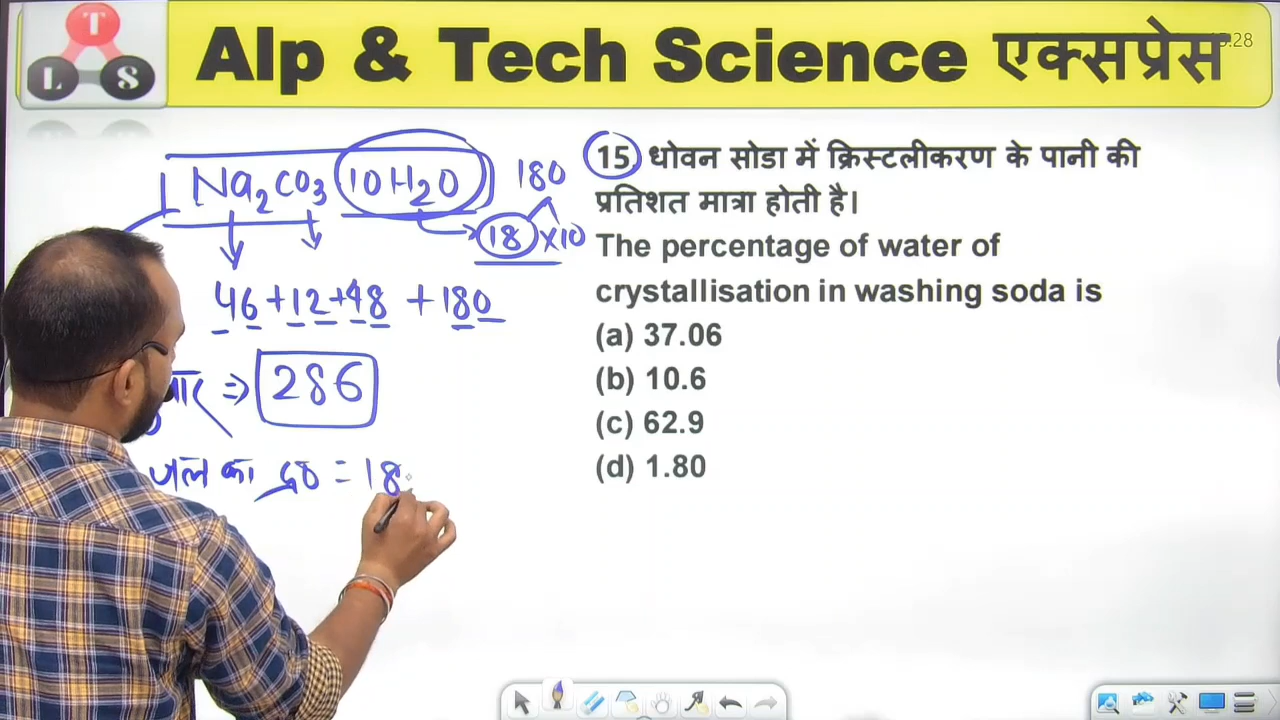 T
L S
Alp & Tech Science एक्सप्रेस
Na2CO3 10H2O 180
18 x10
46 + 12 + 48 + 180
=> 286
जल का = 18
15. धोवन सोडा में क्रिस्टलीकरण के पानी की
प्रतिशत मात्रा होती है।
The percentage of water of
crystallisation in washing soda is
(a) 37.06
(b) 10.6
(c) 62.9
(d) 1.80